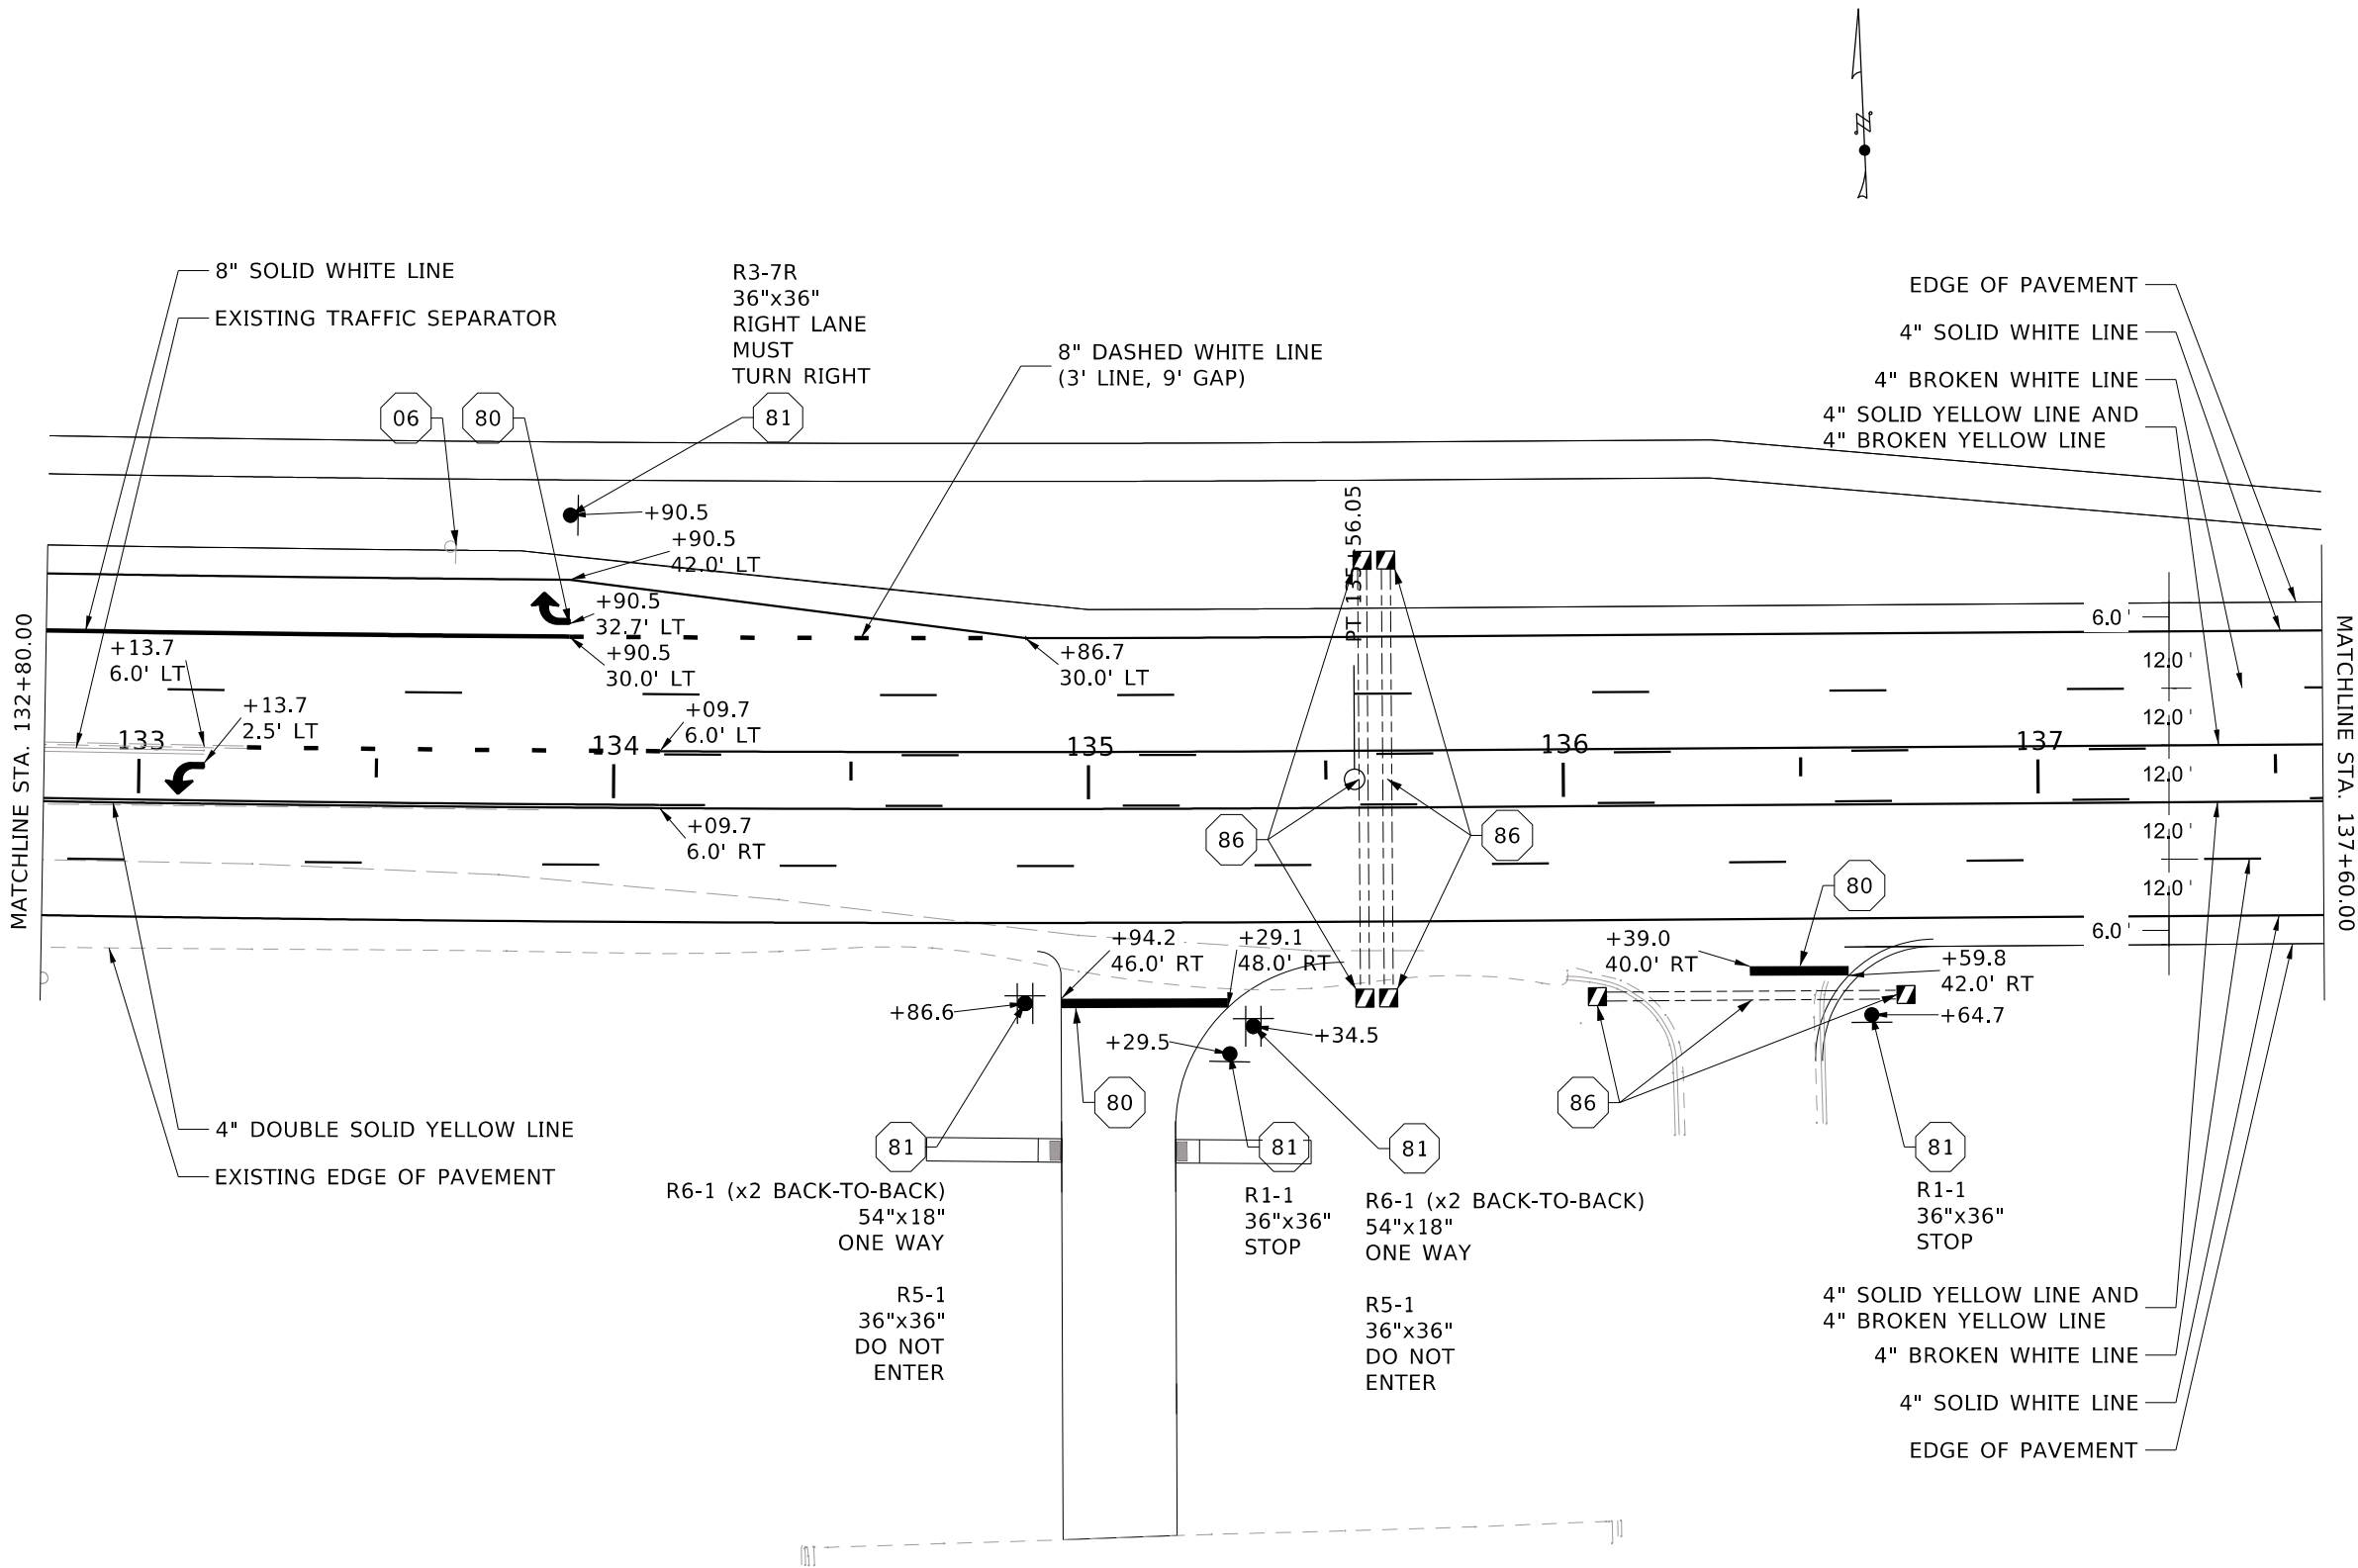 8" SOLID WHITE LINE
EXISTING TRAFFIC SEPARATOR
R3-7R
36"x36"
RIGHT LANE
MUST
TURN RIGHT
8" DASHED WHITE LINE
(3' LINE, 9' GAP)
EDGE OF PAVEMENT
4" SOLID WHITE LINE
4" BROKEN WHITE LINE
4" SOLID YELLOW LINE AND
4" BROKEN YELLOW LINE
06
80
81
+90.5
+90.5
42.0' LT
+90.5
32.7' LT
+90.5
30.0' LT
+86.7
30.0' LT
PT 135+56.05
MATCHLINE STA. 132+80.00
MATCHLINE STA. 137+60.00
+13.7
6.0' LT
+13.7
2.5' LT
+09.7
6.0' LT
133
134
135
136
137
6.0'
12.0'
12.0'
12.0'
12.0'
12.0'
6.0'
+09.7
6.0' RT
86
86
80
+94.2
46.0' RT
+29.1
48.0' RT
+39.0
40.0' RT
+59.8
42.0' RT
+86.6
+29.5
+34.5
+64.7
80
86
81
81
81
81
4" DOUBLE SOLID YELLOW LINE
EXISTING EDGE OF PAVEMENT
R6-1 (x2 BACK-TO-BACK)
54"x18"
ONE WAY
R5-1
36"x36"
DO NOT
ENTER
R1-1
36"x36"
STOP
R6-1 (x2 BACK-TO-BACK)
54"x18"
ONE WAY
R5-1
36"x36"
DO NOT
ENTER
R1-1
36"x36"
STOP
4" SOLID YELLOW LINE AND
4" BROKEN YELLOW LINE
4" BROKEN WHITE LINE
4" SOLID WHITE LINE
EDGE OF PAVEMENT